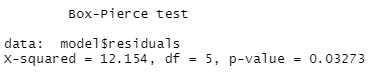 Box-Pierce test
data: model$residuals
X-squared = 12.154, df = 5, p-value = 0.03273